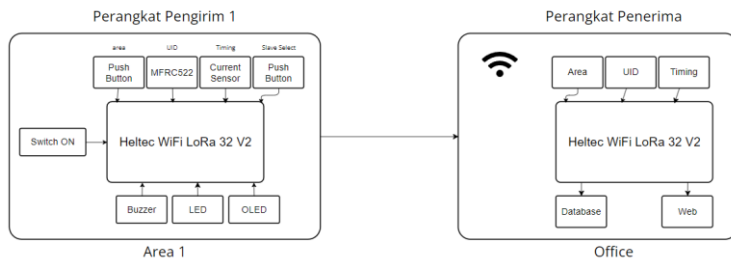 Perangkat Pengirim 1
Perangkat Penerima
area
UID
Timing
Slave Select
Push
Button
MFRC522
Current
Sensor
Push
Button
Area
UID
Timing
Switch ON
Heltec WiFi LoRa 32 V2
Heltec WiFi LoRa 32 V2
Buzzer
LED
OLED
Database
Web
Area 1
Office